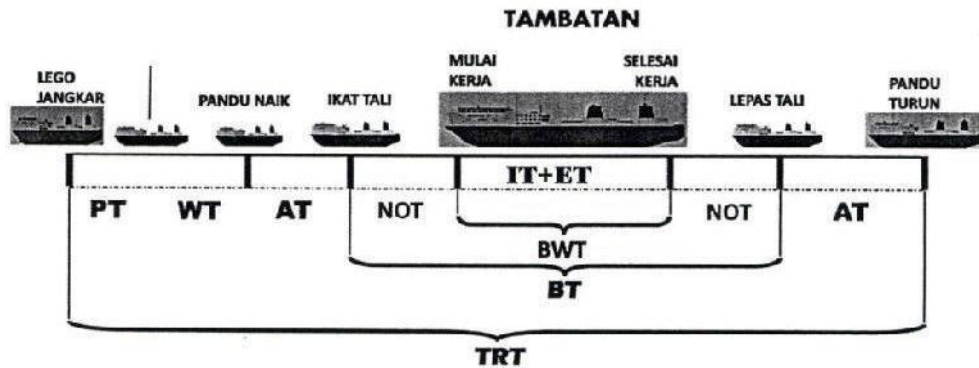 TAMBATAN
MULAI
KERJA
SELESAI
KERJA
LEGO
JANGKAR
PANDU NAIK
IKAT TALI
LEPAS TALI
PANDU
TURUN
IT+ET
PT WT AT NOT NOT AT
BWT
BT
TRT